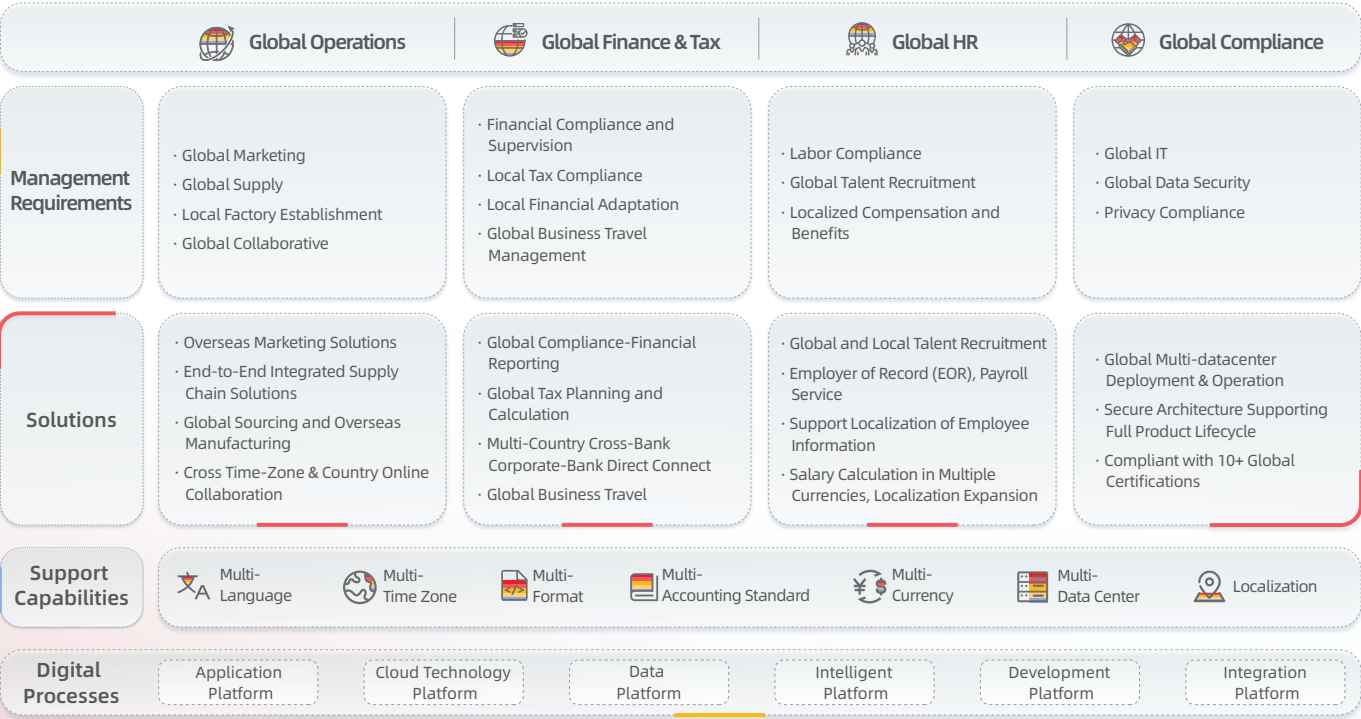 Global Operations
Global Finance & Tax
Global HR
Global Compliance
Management
Requirements
· Global Marketing
· Global Supply
· Local Factory Establishment
· Global Collaborative
· Financial Compliance and
Supervision
· Local Tax Compliance
· Local Financial Adaptation
· Global Business Travel
Management
· Labor Compliance
· Global Talent Recruitment
· Localized Compensation and
Benefits
· Global IT
· Global Data Security
· Privacy Compliance
Solutions
· Overseas Marketing Solutions
· End-to-End Integrated Supply
Chain Solutions
· Global Sourcing and Overseas
Manufacturing
· Cross Time-Zone & Country Online
Collaboration
· Global Compliance-Financial
Reporting
· Global Tax Planning and
Calculation
· Multi-Country Cross-Bank
Corporate-Bank Direct Connect
· Global Business Travel
· Global and Local Talent Recruitment
· Employer of Record (EOR), Payroll
Service
· Support Localization of Employee
Information
· Salary Calculation in Multiple
Currencies, Localization Expansion
· Global Multi-datacenter
Deployment & Operation
· Secure Architecture Supporting
Full Product Lifecycle
· Compliant with 10+ Global
Certifications
Support
Capabilities
文A
Multi-
Language
Multi-
Time Zone
</>
Multi-
Format
Multi-
Accounting Standard
¥ $
Multi-
Currency
Multi-
Data Center
Localization
Digital
Processes
Application
Platform
Cloud Technology
Platform
Data
Platform
Intelligent
Platform
Development
Platform
Integration
Platform